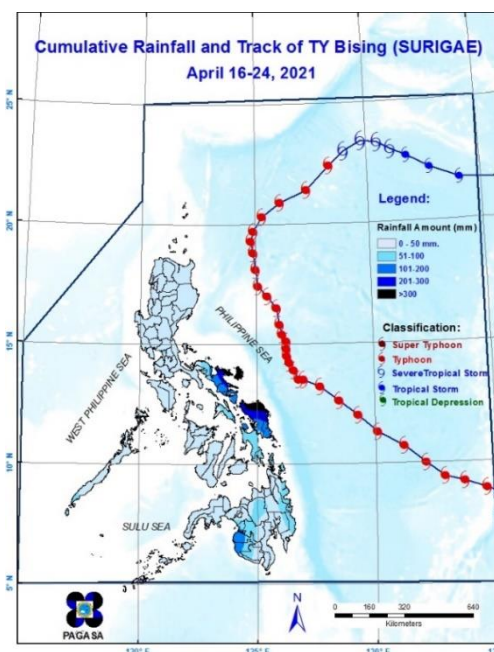 Cumulative Rainfall and Track of TY Bising (SURIGAE)
April 16-24, 2021
25° N
20° N
15° N
10° N
5° N
WEST PHILIPPINE SEA
PHILIPPINE SEA
SULU SEA
Legend:
Rainfall Amount (mm)
0 - 50 mm.
51-100
101-200
201-300
>300
Classification:
Super Typhoon
Typhoon
SevereTropical Storm
Tropical Storm
Tropical Depression
PAGASA
N
0 160 320 640
Kilometers